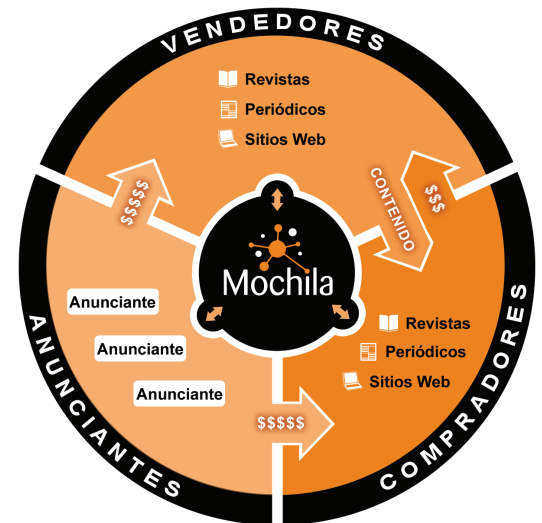 VENDEDORES
Revistas
Periódicos
Sitios Web
$$$$$
CONTENIDO
$$$
Mochila
Anunciante
Anunciante
Anunciante
Revistas
Periódicos
Sitios Web
$$$$$
ANUNCIANTES
COMPRADORES